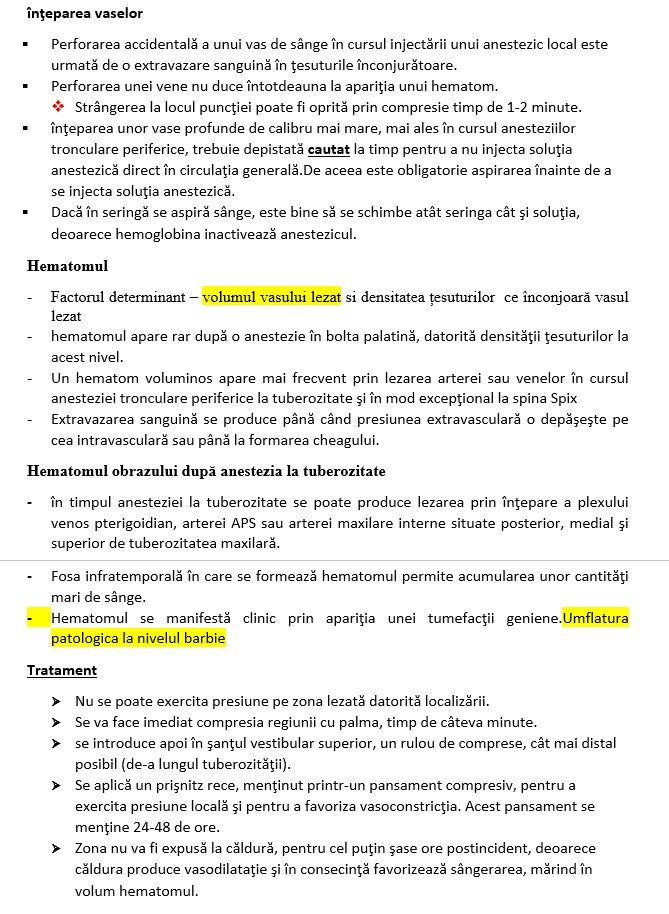 înţeparea vaselor
▪ Perforarea accidentală a unui vas de sânge în cursul injectării unui anestezic local este
urmată de o extravazare sanguină în ţesuturile înconjurătoare.
▪ Perforarea unei vene nu duce întotdeauna la apariţia unui hematom.
❖ Strângerea la locul puncţiei poate fi oprită prin compresie timp de 1-2 minute.
▪ înţeparea unor vase profunde de calibru mai mare, mai ales în cursul anesteziilor
tronculare periferice, trebuie depistată cautat la timp pentru a nu injecta soluţia
anestezică direct în circulaţia generală.De aceea este obligatorie aspirarea înainte de a
se injecta soluţia anestezică.
▪ Dacă în seringă se aspiră sânge, este bine să se schimbe atât seringa cât şi soluţia,
deoarece hemoglobina inactivează anestezicul.
Hematomul
- Factorul determinant – volumul vasului lezat si densitatea țesuturilor ce înconjoară vasul
lezat
- hematomul apare rar după o anestezie în bolta palatină, datorită densităţii ţesuturilor la
acest nivel.
- Un hematom voluminos apare mai frecvent prin lezarea arterei sau venelor în cursul
anesteziei tronculare periferice la tuberozitate şi în mod excepţional la spina Spix
- Extravazarea sanguină se produce până când presiunea extravasculară o depăşeşte pe
cea intravasculară sau până la formarea cheagului.
Hematomul obrazului după anestezia la tuberozitate
- în timpul anesteziei la tuberozitate se poate produce lezarea prin înţepare a plexului
venos pterigoidian, arterei APS sau arterei maxilare interne situate posterior, medial şi
superior de tuberozitatea maxilară.
- Fosa infratemporală în care se formează hematomul permite acumularea unor cantităţi
mari de sânge.
- Hematomul se manifestă clinic prin apariţia unei tumefacţii geniene.Umflatura
patologica la nivelul barbie
Tratament
➤ Nu se poate exercita presiune pe zona lezată datorită localizării.
➤ Se va face imediat compresia regiunii cu palma, timp de câteva minute.
➤ se introduce apoi în şanţul vestibular superior, un rulou de comprese, cât mai distal
posibil (de-a lungul tuberozităţii).
➤ Se aplică un prişnitz rece, menţinut printr-un pansament compresiv, pentru a
exercita presiune locală şi pentru a favoriza vasoconstricţia. Acest pansament se
menţine 24-48 de ore.
➤ Zona nu va fi expusă la căldură, pentru cel puţin şase ore postincident, deoarece
căldura produce vasodilataţie şi în consecinţă favorizează sângerarea, mărind în
volum hematomul.